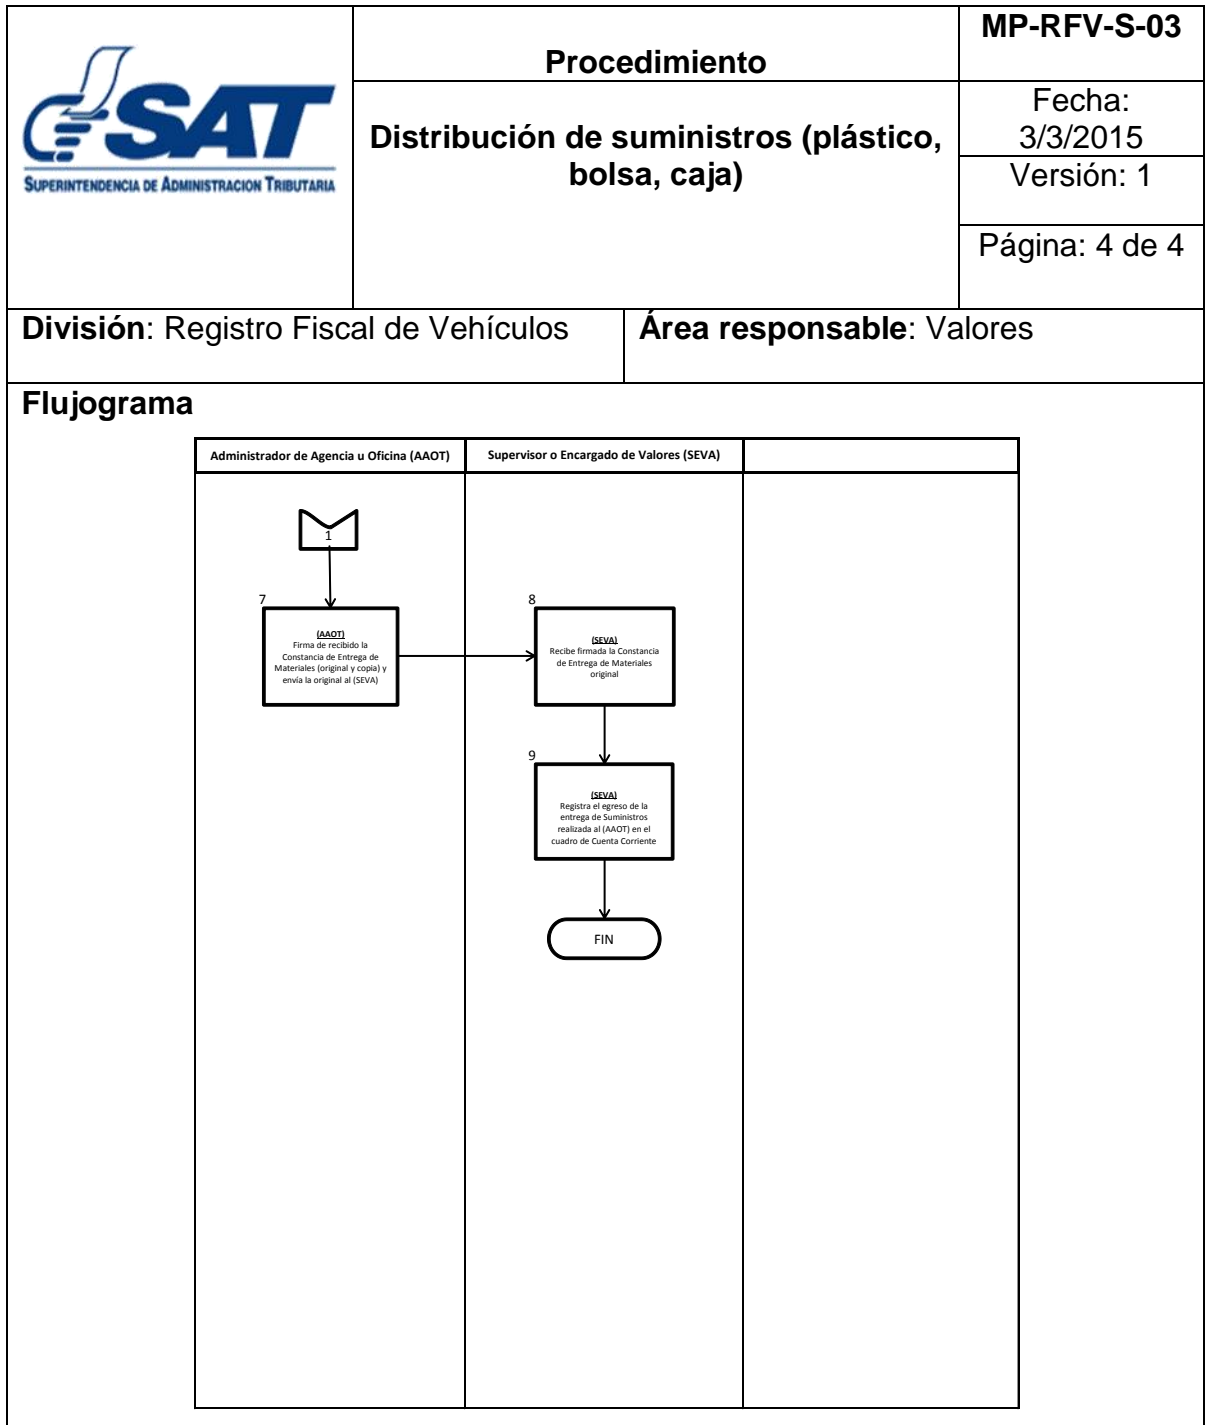 SAT
SUPERINTENDENCIA DE ADMINISTRACION TRIBUTARIA
Procedimiento
Distribución de suministros (plástico,
bolsa, caja)
MP-RFV-S-03
Fecha:
3/3/2015
Versión: 1
Página: 4 de 4
División: Registro Fiscal de Vehículos
Área responsable: Valores
Flujograma
Administrador de Agencia u Oficina (AAOT)
Supervisor o Encargado de Valores (SEVA)
1
7
(AAOT)
Firma de recibido la
Constancia de Entrega de
Materiales (original y copia) y
envía la original al (SEVA)
8
(SEVA)
Recibe firmada la Constancia
de Entrega de Materiales
original
9
(SEVA)
Registra el egreso de la
entrega de Suministros
realizada al (AAOT) en el
cuadro de Cuenta Corriente
FIN